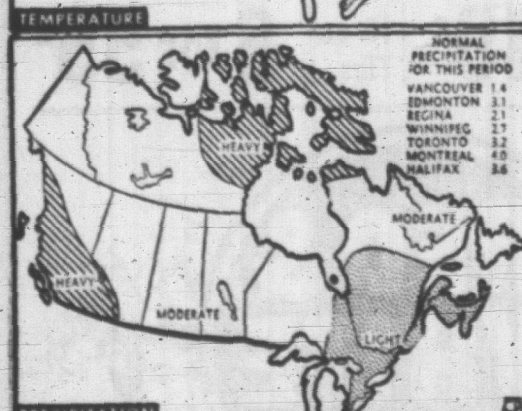 TEMPERATURE
NORMAL
PRECIPITATION
FOR THIS PERIOD
VANCOUVER 1.4
EDMONTON 3.1
REGINA 2.1
WINNIPEG 2.7
TORONTO 3.2
MONTREAL 4.0
HALIFAX 3.6
HEAVY
MODERATE
HEAVY
MODERATE
LIGHT